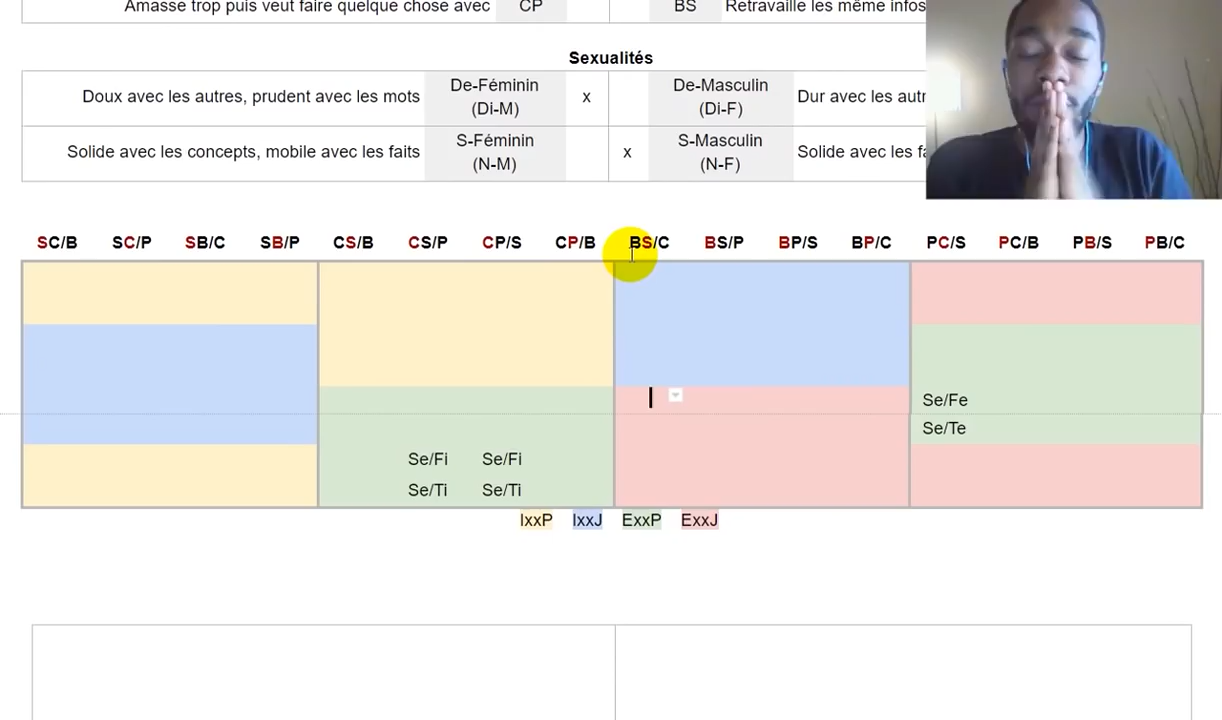 Amasse trop puis veut faire quelque chose avec CP BS Retravaille les même infos
Sexualités
Doux avec les autres, prudent avec les mots De-Féminin (Di-M) x De-Masculin (Di-F) Dur avec les autr
Solide avec les concepts, mobile avec les faits S-Féminin (N-M) x S-Masculin (N-F) Solide avec les fa
SC/B SC/P SB/C SB/P CS/B CS/P CP/S CP/B BS/C BS/P BP/S BP/C PC/S PC/B PB/S PB/C
Se/Fe
Se/Te
Se/Fi Se/Fi
Se/Ti Se/Ti
IxxP IxxJ ExxP ExxJ